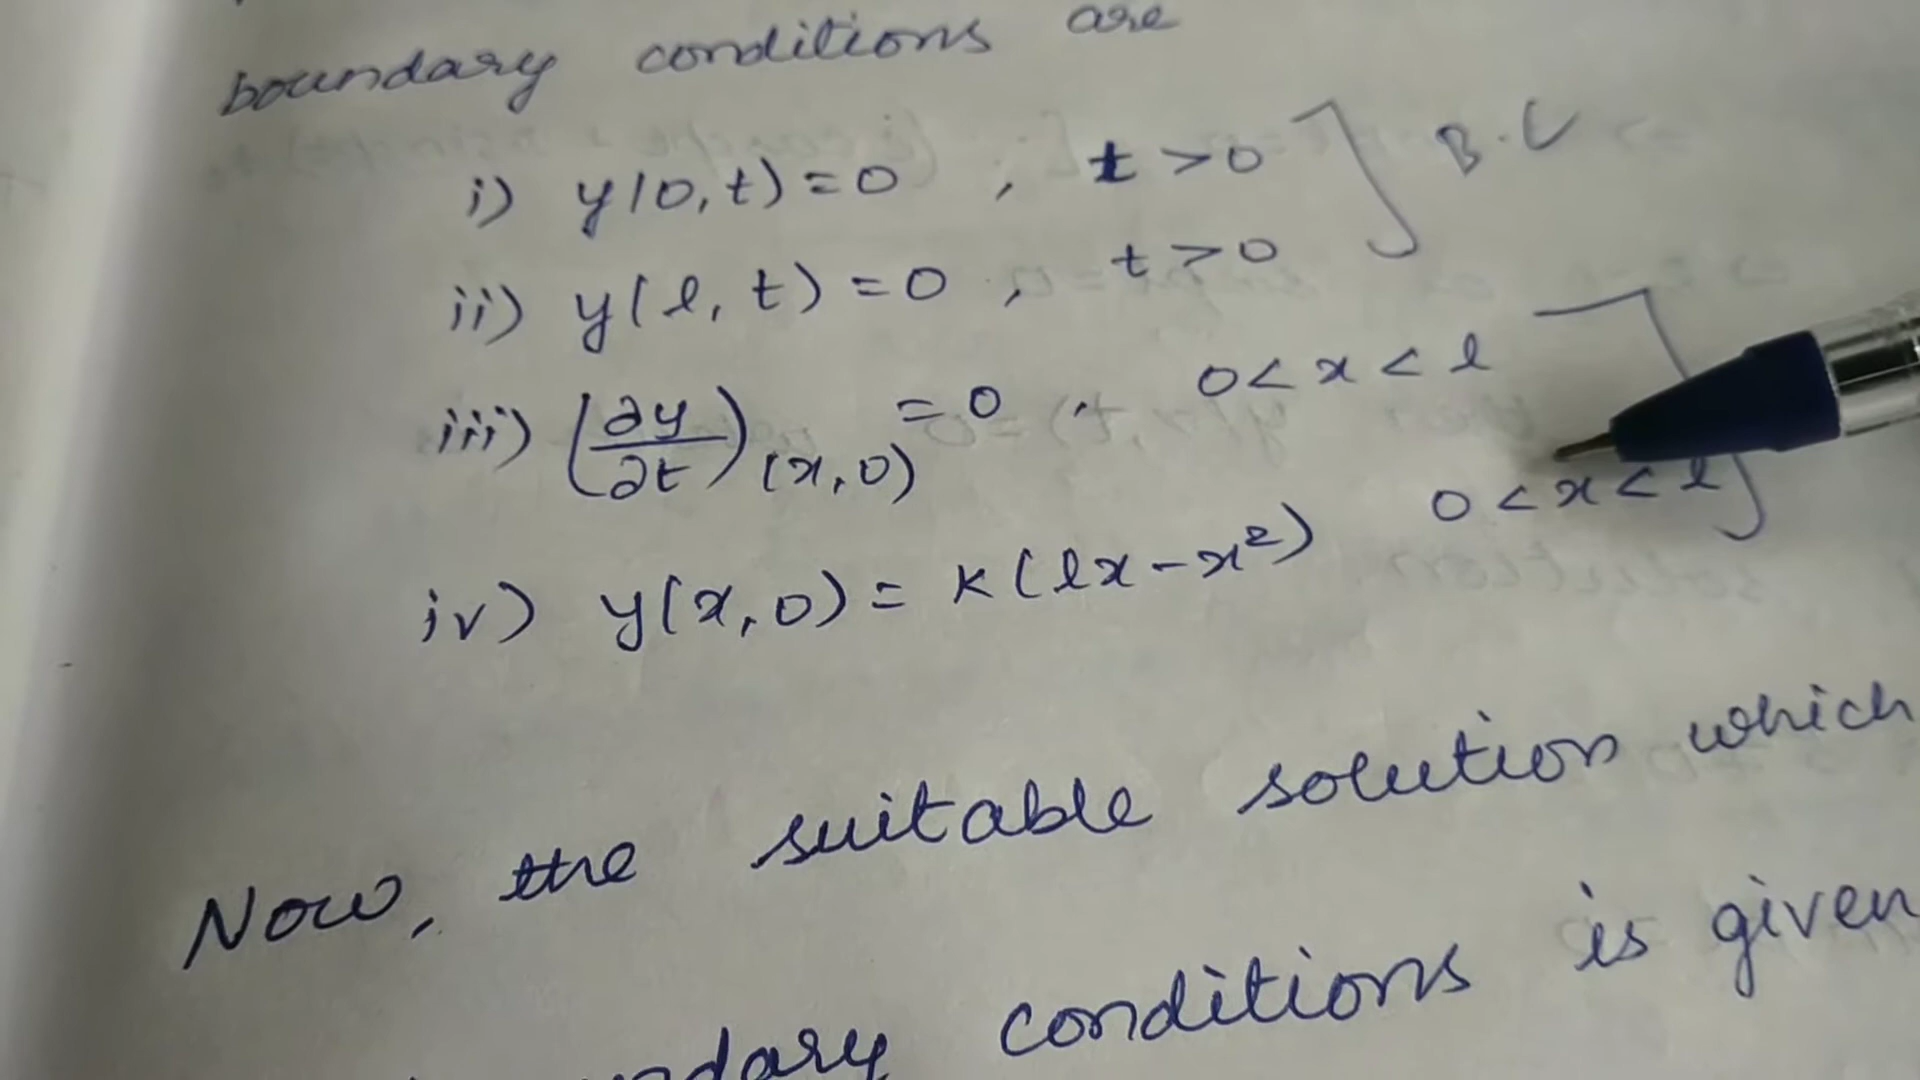 boundary conditions are
i) y(0,t)=0 , t>0 B.C
ii) y(l,t)=0 , t>0
iii) (∂y/∂t)(x,0) =0 , 0<x<l
iv) y(x,0)= k(lx-x²) 0<x<l
Now, the suitable solution which
conditions is given